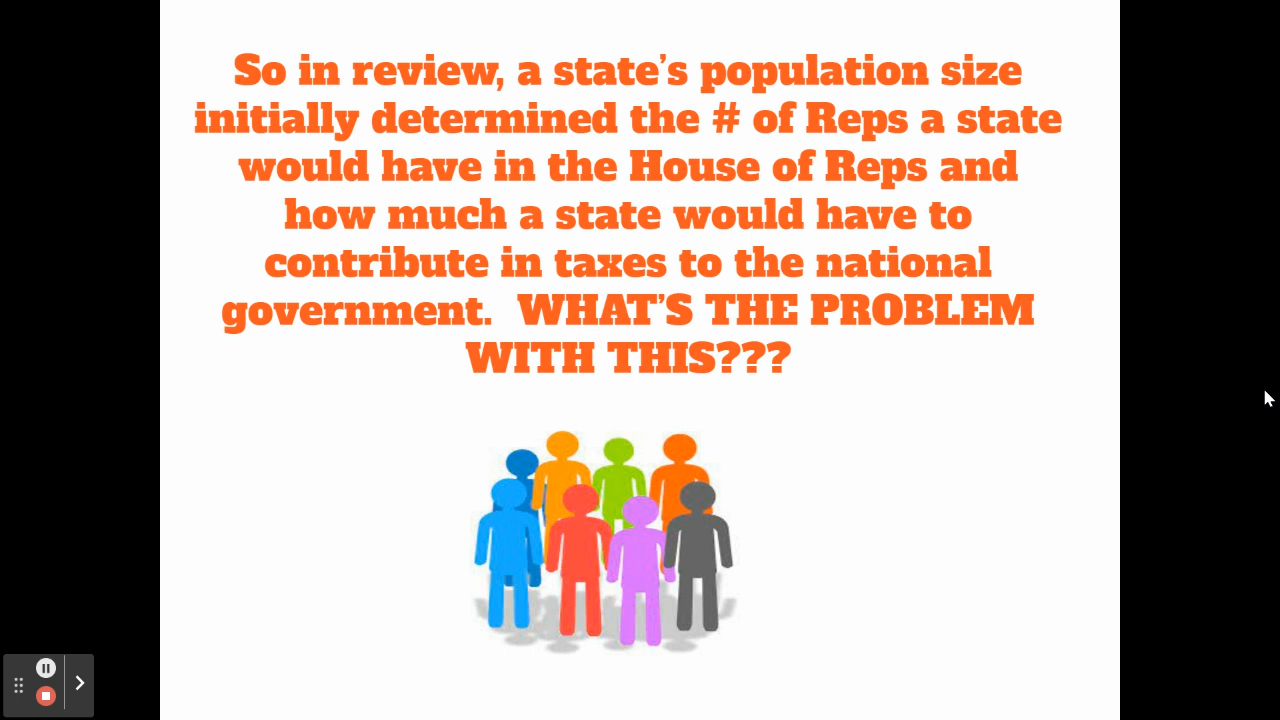 So in review, a state’s population size
initially determined the # of Reps a state
would have in the House of Reps and
how much a state would have to
contribute in taxes to the national
government.  WHAT’S THE PROBLEM
WITH THIS???